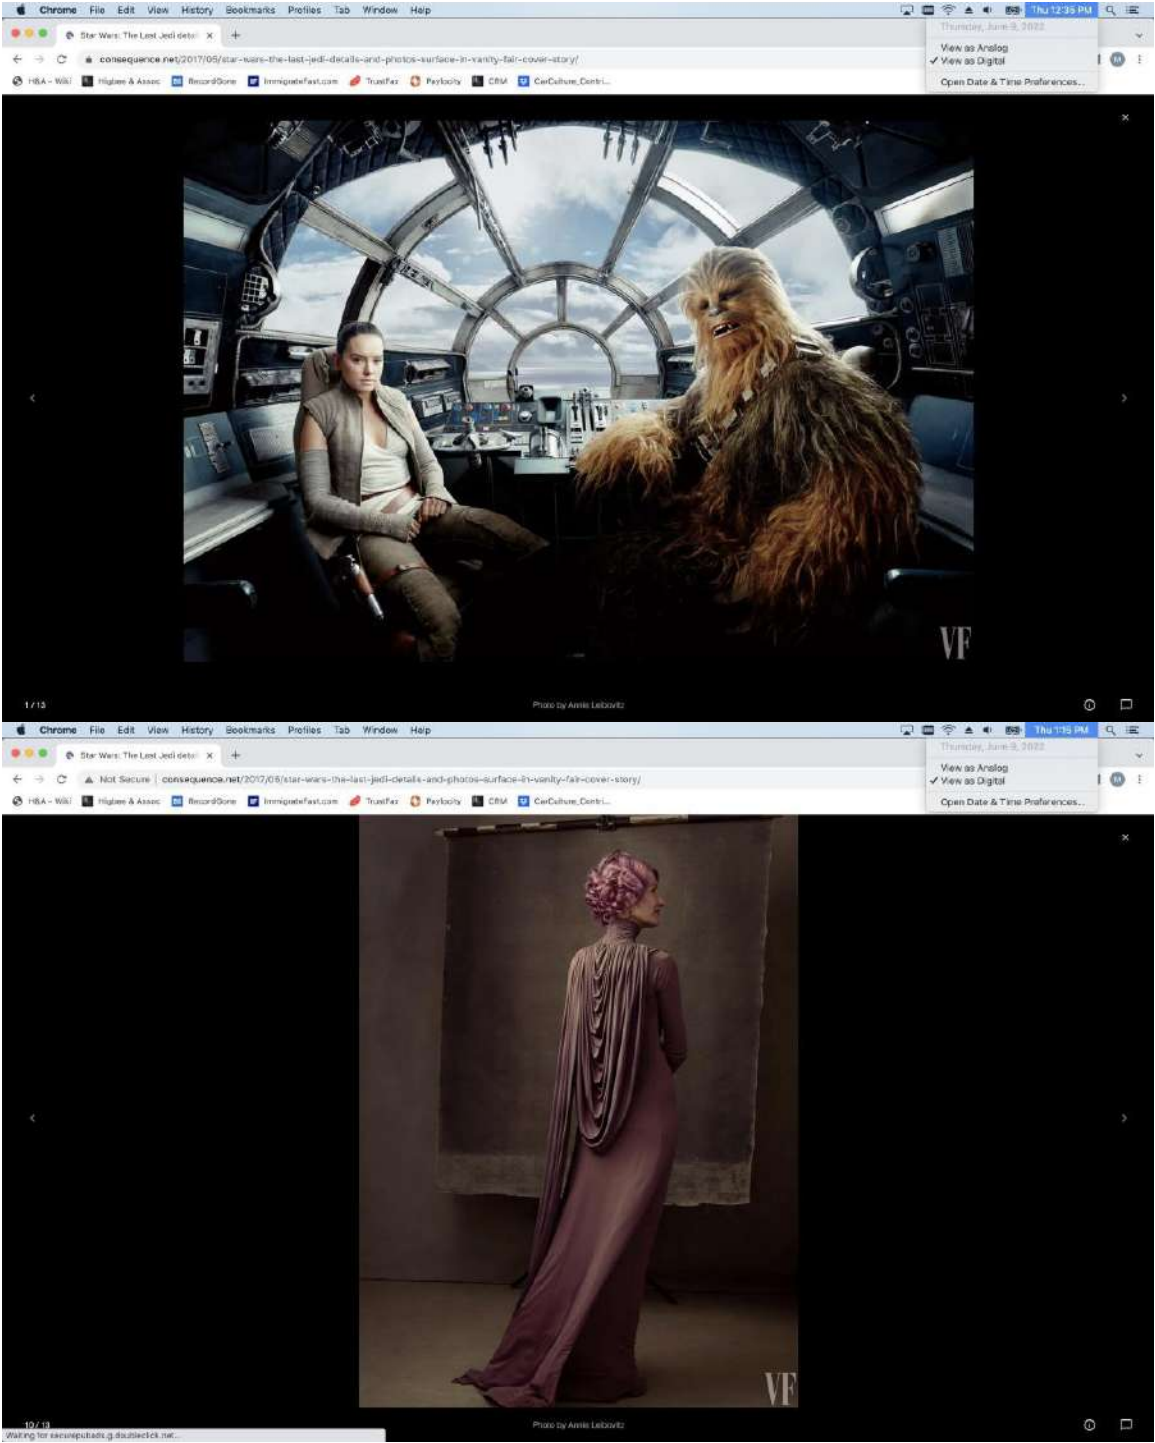 Chrome File Edit View History Bookmarks Profiles Tab Window Help Thu 12:35 PM
Thursday, June 9, 2022
Star Wars: The Last Jedi detai
View as Analog
consequence.net/2017/05/star-wars-the-last-jedi-details-and-photos-surface-in-vanity-fair-cover-story/
✓ View as Digital
H&A - Wiki Higbee & Assoc RecordGone ImmigrateFast.com TrustFax Paylocity CRM CarCulture_Contri...
Open Date & Time Preferences...
VF
1 / 13
Photo by Annie Leibovitz
Chrome File Edit View History Bookmarks Profiles Tab Window Help Thu 1:15 PM
Thursday, June 9, 2022
Star Wars: The Last Jedi detai
View as Analog
Not Secure | consequence.net/2017/05/star-wars-the-last-jedi-details-and-photos-surface-in-vanity-fair-cover-story/
✓ View as Digital
H&A - Wiki Higbee & Assoc RecordGone ImmigrateFast.com TrustFax Paylocity CRM CarCulture_Contri...
Open Date & Time Preferences...
VF
10 / 13
Photo by Annie Leibovitz
Waiting for securepubads.g.doubleclick.net...